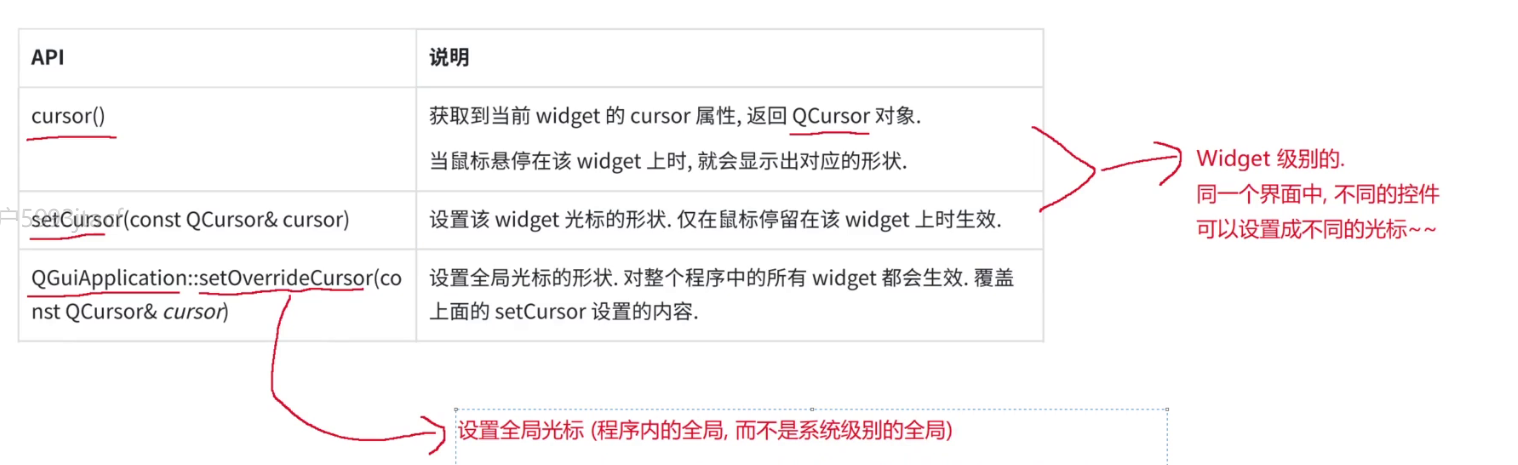 API
说明
cursor()
获取到当前 widget 的 cursor 属性, 返回 QCursor 对象.
当鼠标悬停在该 widget 上时, 就会显示出对应的形状.
Widget 级别的.
同一个界面中, 不同的控件
可以设置成不同的光标~~
setCursor(const QCursor& cursor)
设置该 widget 光标的形状. 仅在鼠标停留在该 widget 上时生效.
QGuiApplication::setOverrideCursor(co
nst QCursor& cursor)
设置全局光标的形状. 对整个程序中的所有 widget 都会生效. 覆盖
上面的 setCursor 设置的内容.
设置全局光标 (程序内的全局, 而不是系统级别的全局)